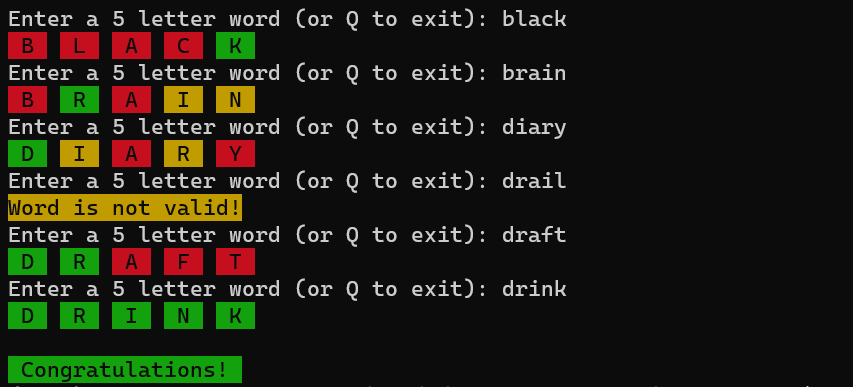 Enter a 5 letter word (or Q to exit): black
B L A C K
Enter a 5 letter word (or Q to exit): brain
B R A I N
Enter a 5 letter word (or Q to exit): diary
D I A R Y
Enter a 5 letter word (or Q to exit): drail
Word is not valid!
Enter a 5 letter word (or Q to exit): draft
D R A F T
Enter a 5 letter word (or Q to exit): drink
D R I N K
Congratulations!